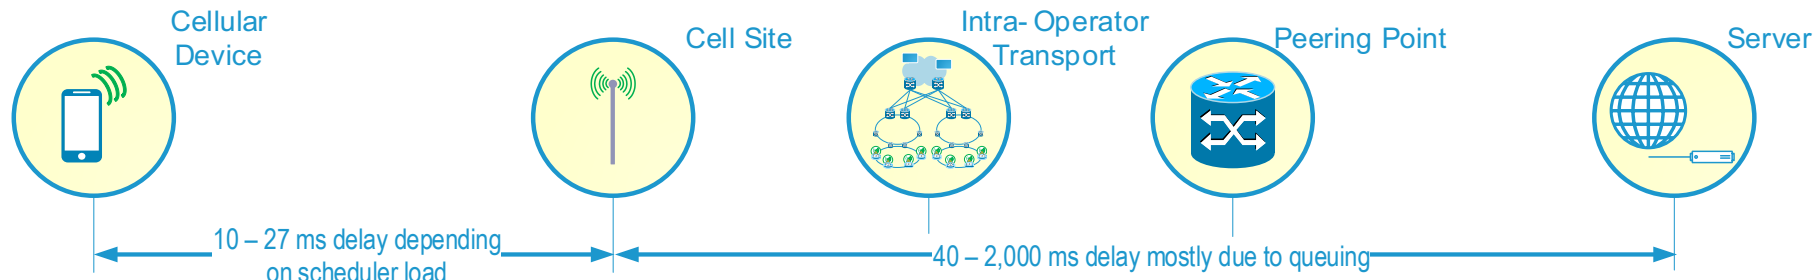 Cellular
Device
Cell Site
Intra- Operator
Transport
Peering Point
Server
10 – 27 ms delay depending
on scheduler load
40 – 2,000 ms delay mostly due to queuing